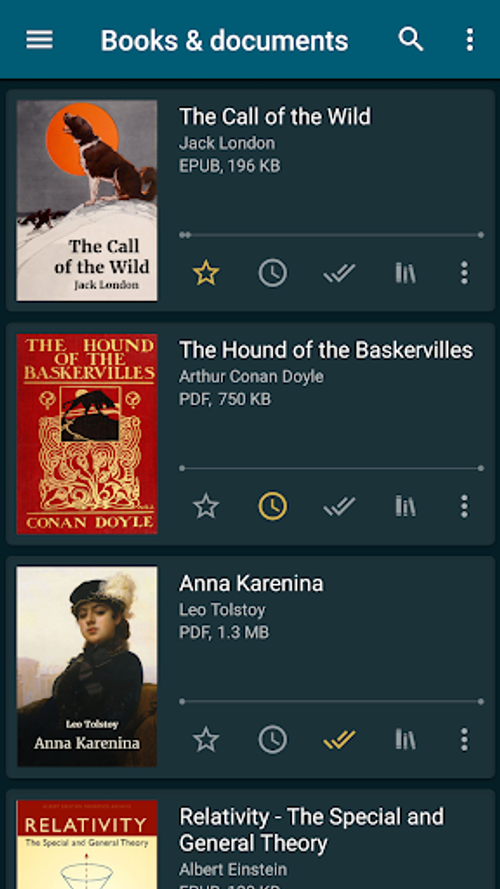 Books & documents
The Call
of the Wild
Jack London
The Call of the Wild
Jack London
EPUB, 196 KB
THE HOUND
OF THE
BASKERVILLES
CONAN DOYLE
The Hound of the Baskervilles
Arthur Conan Doyle
PDF, 750 KB
Leo Tolstoy
Anna Karenina
Anna Karenina
Leo Tolstoy
PDF, 1.3 MB
RELATIVITY
The Special and General Theory
Relativity - The Special and
General Theory
Albert Einstein